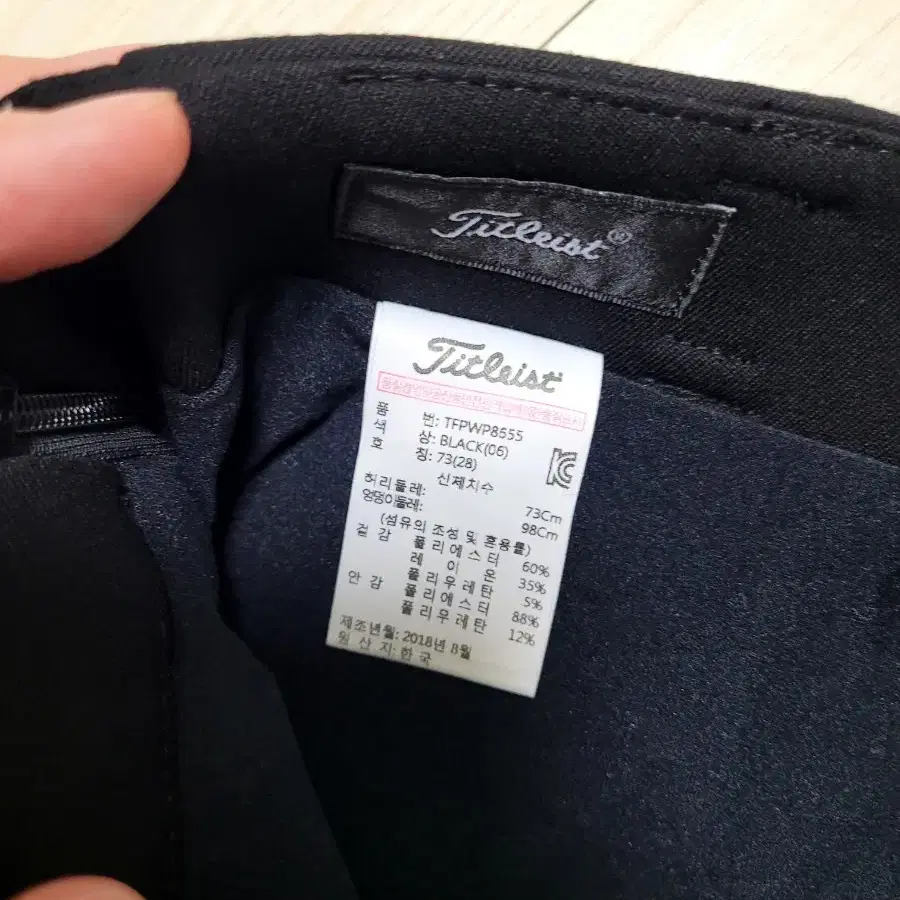 Titleist®
Titleist
품 번: TFPWP8555
색 상: BLACK(06)
호 칭: 73(28)
신체치수
허리둘레: 73Cm
엉덩이둘레: 98Cm
(섬유의 조성 및 혼용률)
겉 감 폴리에스터 60%
레 이 온 35%
폴리우레탄 5%
안 감 폴리에스터 88%
폴리우레탄 12%
제조년월: 2018년 8월
원 산 지: 한 국